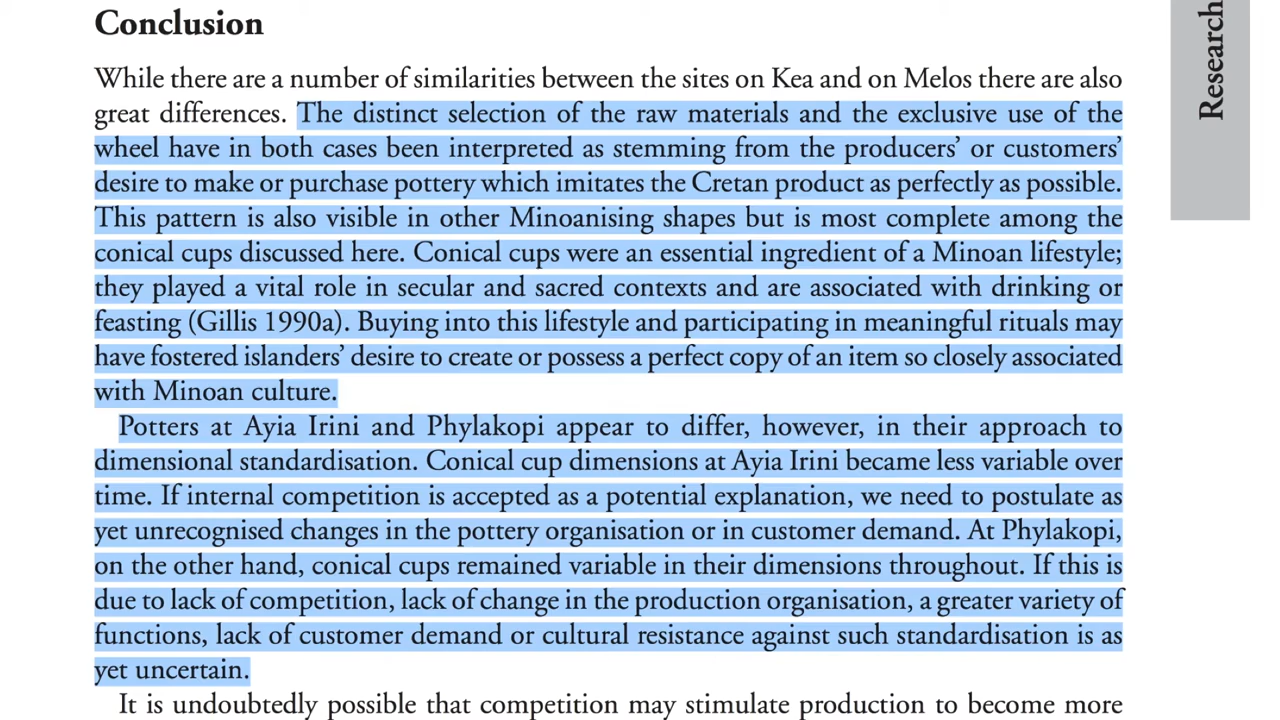 Conclusion
While there are a number of similarities between the sites on Kea and on Melos there are also
great differences. The distinct selection of the raw materials and the exclusive use of the
wheel have in both cases been interpreted as stemming from the producers’ or customers’
desire to make or purchase pottery which imitates the Cretan product as perfectly as possible.
This pattern is also visible in other Minoanising shapes but is most complete among the
conical cups discussed here. Conical cups were an essential ingredient of a Minoan lifestyle;
they played a vital role in secular and sacred contexts and are associated with drinking or
feasting (Gillis 1990a). Buying into this lifestyle and participating in meaningful rituals may
have fostered islanders’ desire to create or possess a perfect copy of an item so closely associated
with Minoan culture.
Potters at Ayia Irini and Phylakopi appear to differ, however, in their approach to
dimensional standardisation. Conical cup dimensions at Ayia Irini became less variable over
time. If internal competition is accepted as a potential explanation, we need to postulate as
yet unrecognised changes in the pottery organisation or in customer demand. At Phylakopi,
on the other hand, conical cups remained variable in their dimensions throughout. If this is
due to lack of competition, lack of change in the production organisation, a greater variety of
functions, lack of customer demand or cultural resistance against such standardisation is as
yet uncertain.
It is undoubtedly possible that competition may stimulate production to become more
Research